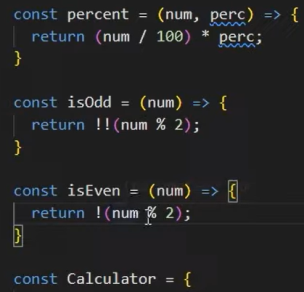 const percent = (num, perc) => {
  return (num / 100) * perc;
}
const isOdd = (num) => {
  return !!(num % 2);
}
const isEven = (num) => {
  return !(num % 2);
}
const Calculator = {